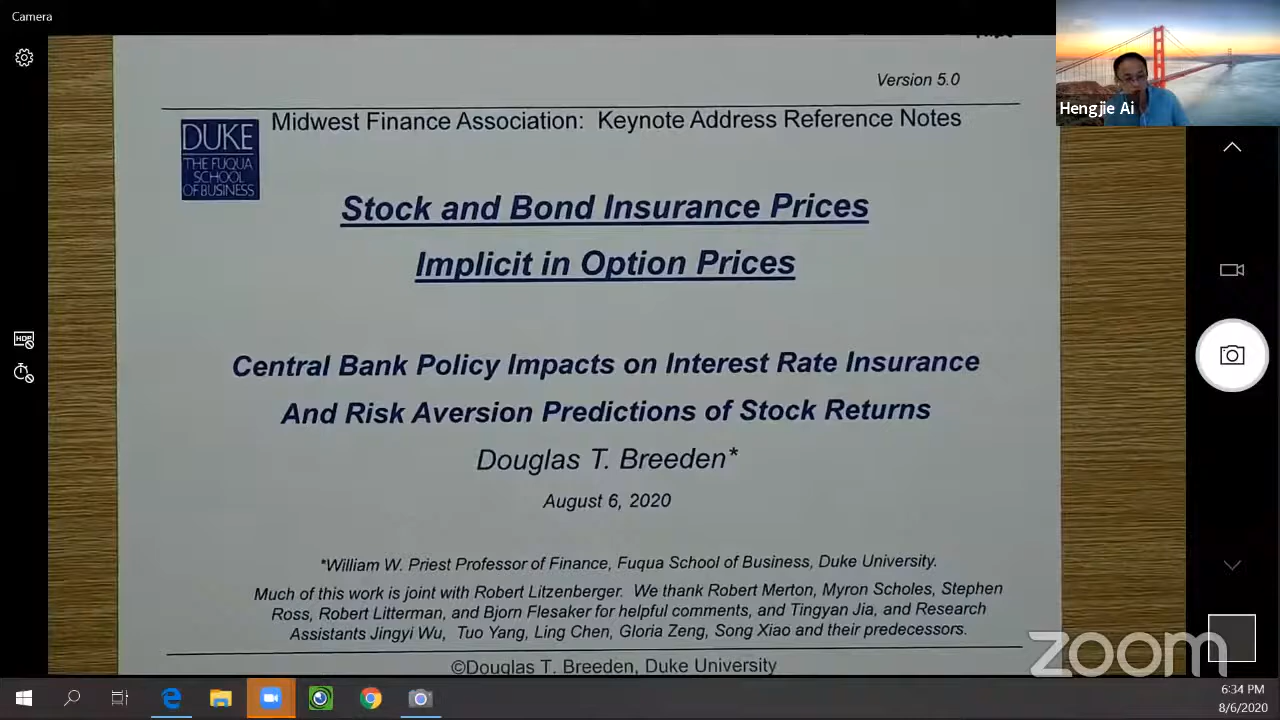 Camera
Hengjie Ai
Version 5.0
Midwest Finance Association: Keynote Address Reference Notes
DUKE
THE FUQUA
SCHOOL
OF BUSINESS
Stock and Bond Insurance Prices
Implicit in Option Prices
Central Bank Policy Impacts on Interest Rate Insurance
And Risk Aversion Predictions of Stock Returns
Douglas T. Breeden*
August 6, 2020
*William W. Priest Professor of Finance, Fuqua School of Business, Duke University.
Much of this work is joint with Robert Litzenberger. We thank Robert Merton, Myron Scholes, Stephen
Ross, Robert Litterman, and Bjorn Flesaker for helpful comments, and Tingyan Jia, and Research
Assistants Jingyi Wu, Tuo Yang, Ling Chen, Gloria Zeng, Song Xiao and their predecessors.
©Douglas T. Breeden, Duke University
zoom
HDR
6:34 PM
8/6/2020